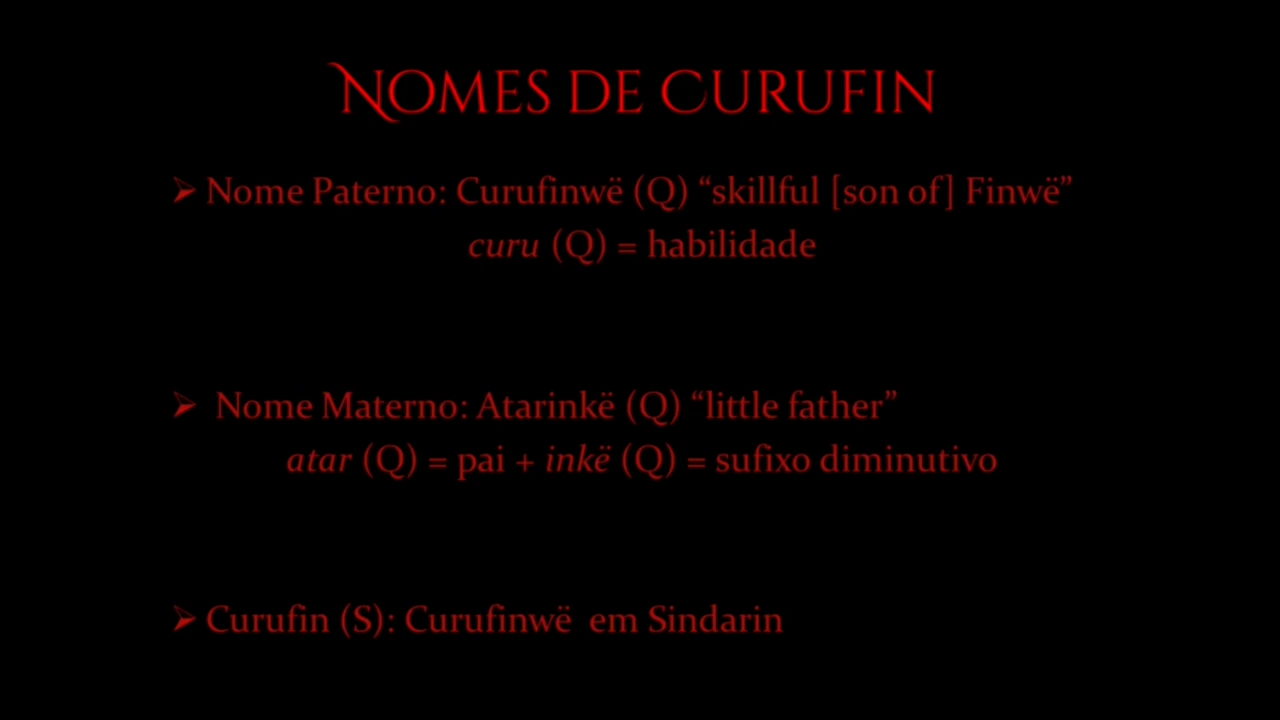 Nomes de Curufin
➢ Nome Paterno: Curufinwë (Q) “skillful [son of] Finwë”
curu (Q) = habilidade
➢ Nome Materno: Atarinkë (Q) “little father”
atar (Q) = pai + inkë (Q) = sufixo diminutivo
➢ Curufin (S): Curufinwë em Sindarin